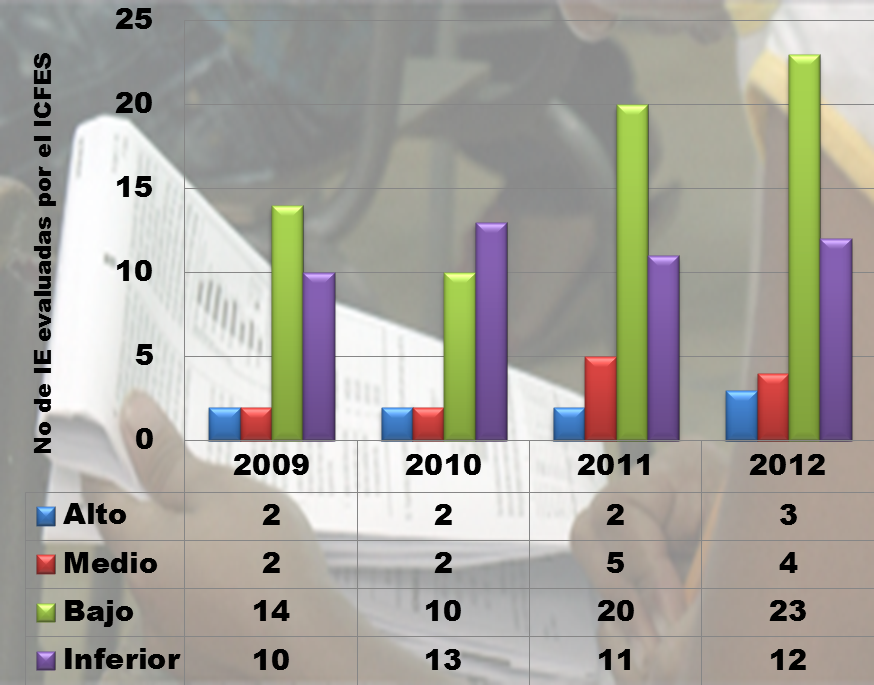 No de IE evaluadas por el ICFES
25
20
15
10
5
0
2009 2010 2011 2012
Alto 2 2 2 3
Medio 2 2 5 4
Bajo 14 10 20 23
Inferior 10 13 11 12